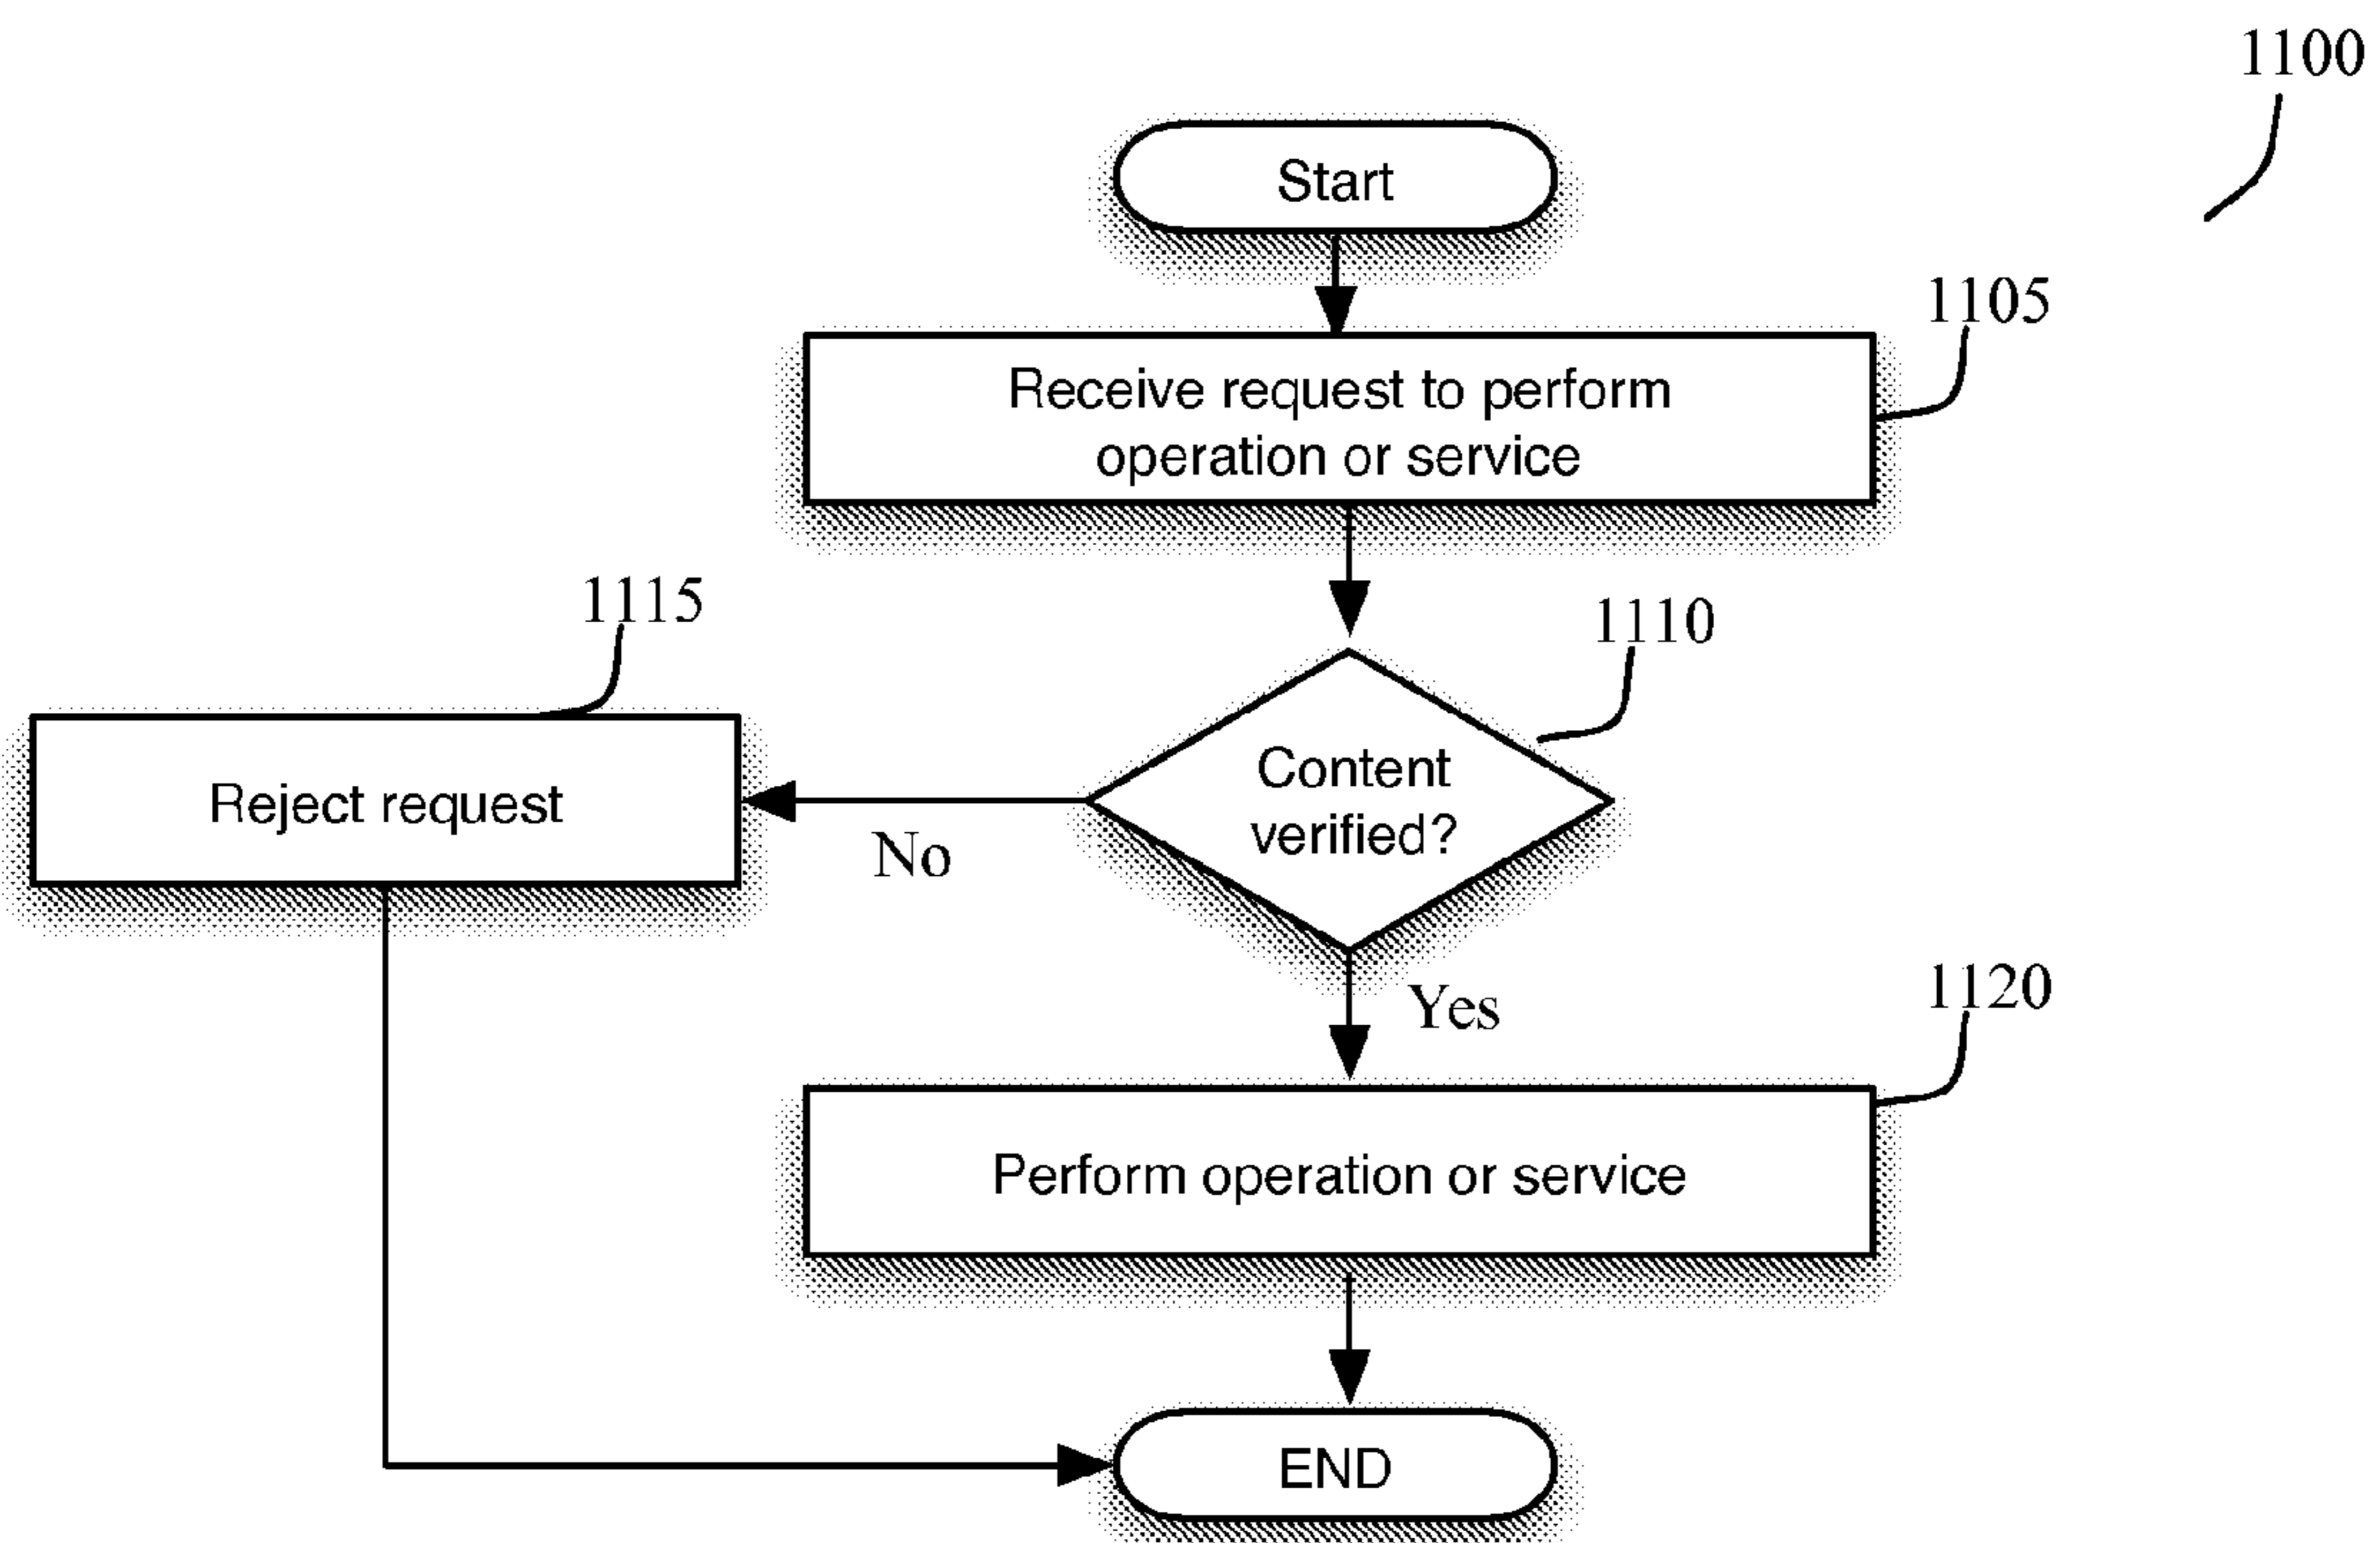 1100
Start
1105
Receive request to perform
operation or service
1115
1110
Content
verified?
Reject request
No
Yes
1120
Perform operation or service
END